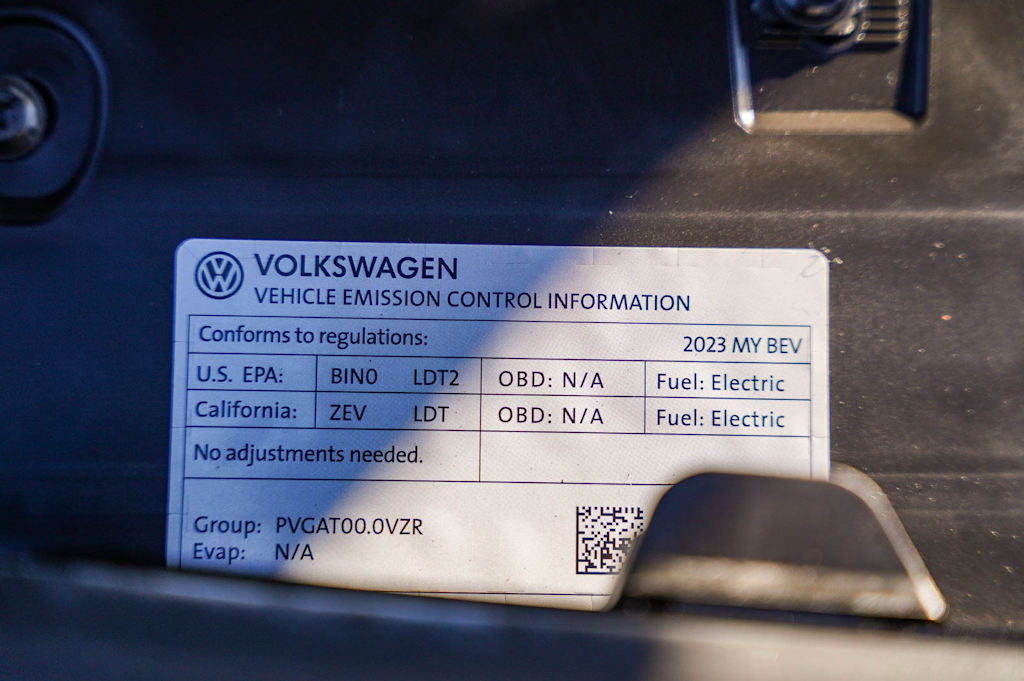 VOLKSWAGEN
VEHICLE EMISSION CONTROL INFORMATION
Conforms to regulations: 2023 MY BEV
U.S. EPA: BIN0 LDT2 OBD: N/A Fuel: Electric
California: ZEV LDT OBD: N/A Fuel: Electric
No adjustments needed.
Group: PVGAT00.0VZR
Evap: N/A